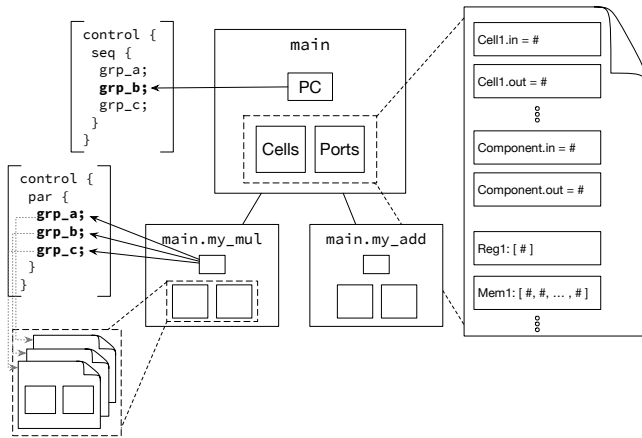 control {
seq {
grp_a;
grp_b;
grp_c;
}
}
main
PC
Cells
Ports
control {
par {
grp_a;
grp_b;
grp_c;
}
}
main.my_mul
main.my_add
Cell1.in = #
Cell1.out = #
Component.in = #
Component.out = #
Reg1: [ # ]
Mem1: [ #, #, ... , # ]